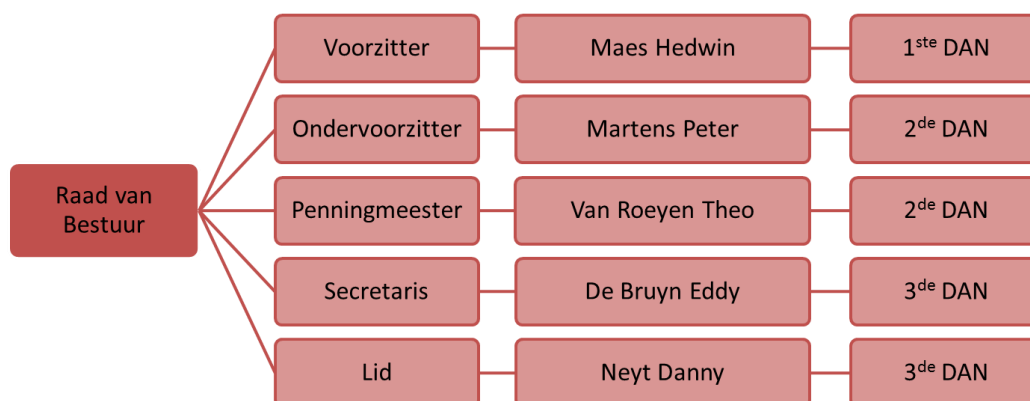 Raad van
Bestuur
Voorzitter Maes Hedwin 1ste DAN
Ondervoorzitter Martens Peter 2de DAN
Penningmeester Van Roeyen Theo 2de DAN
Secretaris De Bruyn Eddy 3de DAN
Lid Neyt Danny 3de DAN